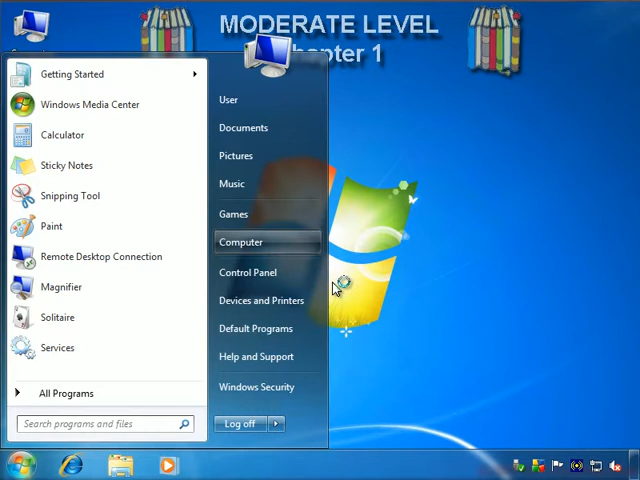 MODERATE LEVEL
hapter 1
Getting Started
Windows Media Center
Calculator
Sticky Notes
Snipping Tool
Paint
Remote Desktop Connection
Magnifier
Solitaire
Services
All Programs
Search programs and files
User
Documents
Pictures
Music
Games
Computer
Control Panel
Devices and Printers
Default Programs
Help and Support
Windows Security
Log off